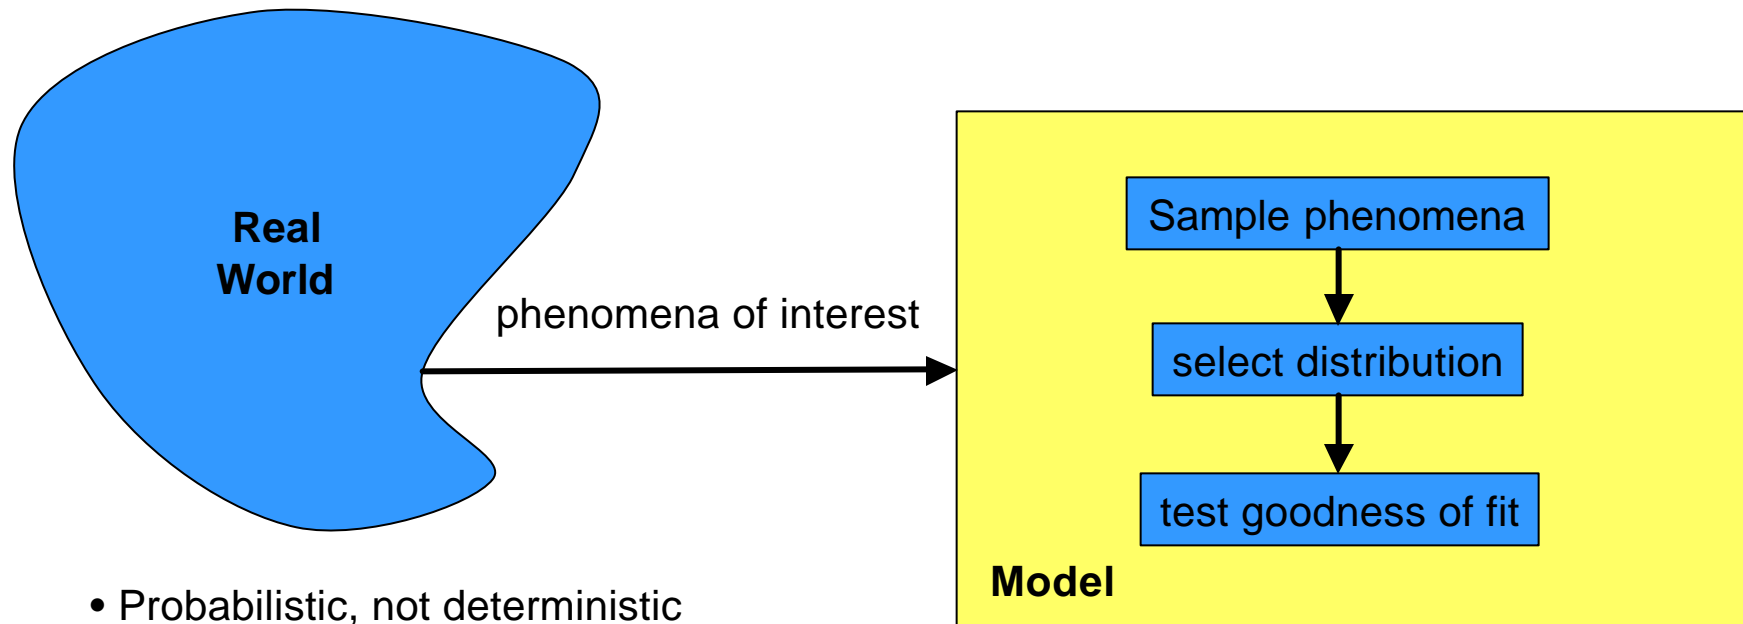 Real
World
phenomena of interest
Sample phenomena
select distribution
test goodness of fit
Model
• Probabilistic, not deterministic